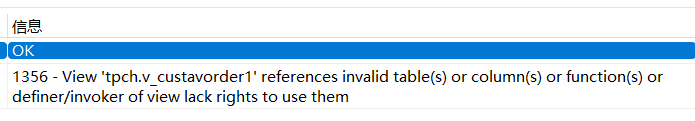 信息
OK
1356 - View 'tpch.v_custavorder1' references invalid table(s) or column(s) or function(s) or
definer/invoker of view lack rights to use them